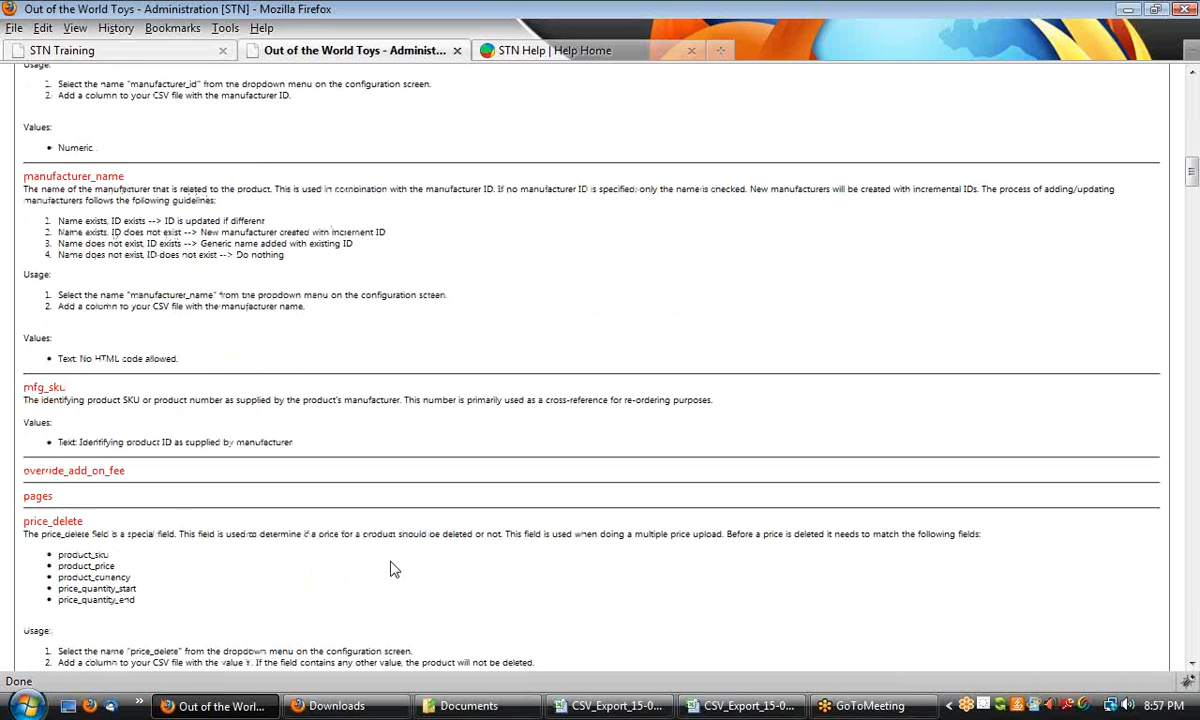 Out of the World Toys - Administration [STN] - Mozilla Firefox
File Edit View History Bookmarks Tools Help
STN Training
Out of the World Toys - Administ...
STN Help | Help Home
Usage:
1. Select the name "manufacturer_id" from the dropdown menu on the configuration screen.
2. Add a column to your CSV file with the manufacturer ID.
Values:
• Numeric
manufacturer_name
The name of the manufacturer that is related to the product. This is used in combination with the manufacturer ID. If no manufacturer ID is specified, only the name is checked. New manufacturers will be created with incremental IDs. The process of adding/updating
manufacturers follows the following guidelines:
1. Name exists, ID exists --> ID is updated if different
2. Name exists, ID does not exist --> New manufacturer created with increment ID
3. Name does not exist, ID exists --> Generic name added with existing ID
4. Name does not exist, ID does not exist --> Do nothing
Usage:
1. Select the name "manufacturer_name" from the dropdown menu on the configuration screen.
2. Add a column to your CSV file with the manufacturer name.
Values:
• Text: No HTML code allowed.
mfg_sku
The identifying product SKU or product number as supplied by the product's manufacturer. This number is primarily used as a cross-reference for re-ordering purposes.
Values:
• Text: Identifying product ID as supplied by manufacturer
override_add_on_fee
pages
price_delete
The price_delete field is a special field. This field is used to determine if a price for a product should be deleted or not. This field is used when doing a multiple price upload. Before a price is deleted it needs to match the following fields:
• product_sku
• product_price
• product_currency
• price_quantity_start
• price_quantity_end
Usage:
1. Select the name "price_delete" from the dropdown menu on the configuration screen.
2. Add a column to your CSV file with the value Y. If the field contains any other value, the product will not be deleted.
Done
Out of the Worl...
Downloads
Documents
CSV_Export_15-0...
CSV_Export_15-0...
GoToMeeting
8:57 PM